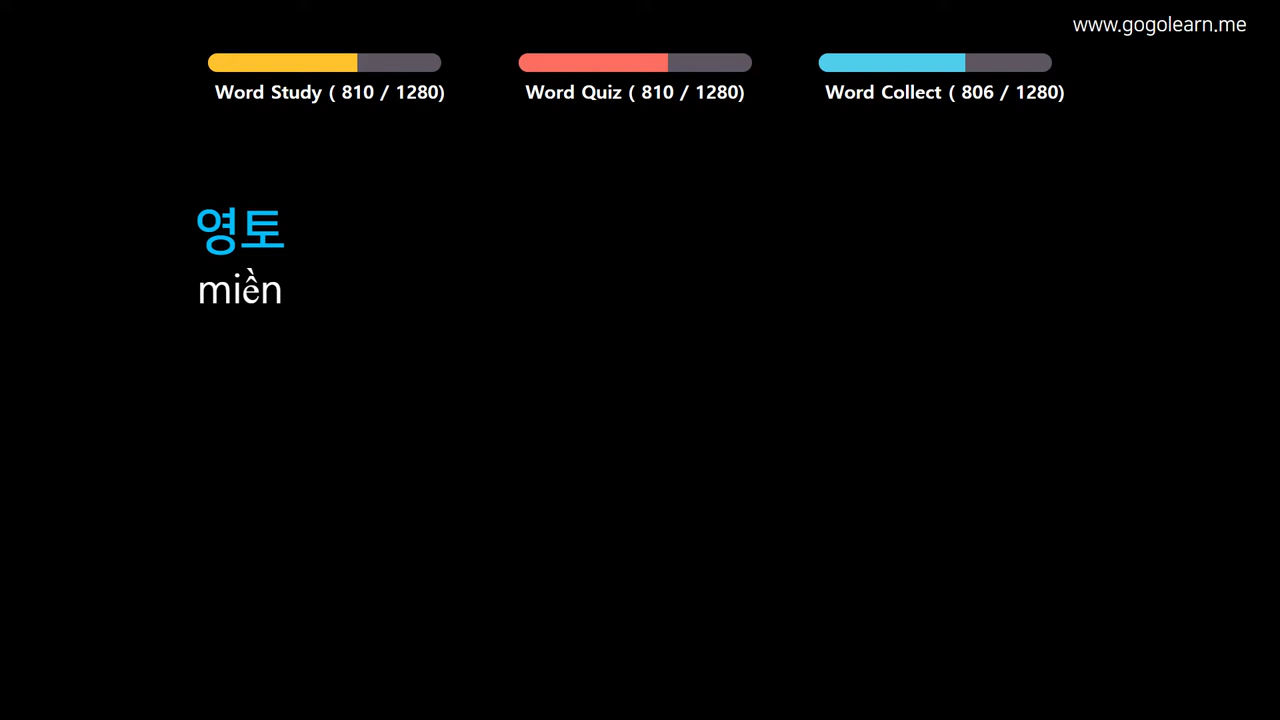 www.gogolearn.me
Word Study ( 810 / 1280)
Word Quiz ( 810 / 1280)
Word Collect ( 806 / 1280)
영토
miền